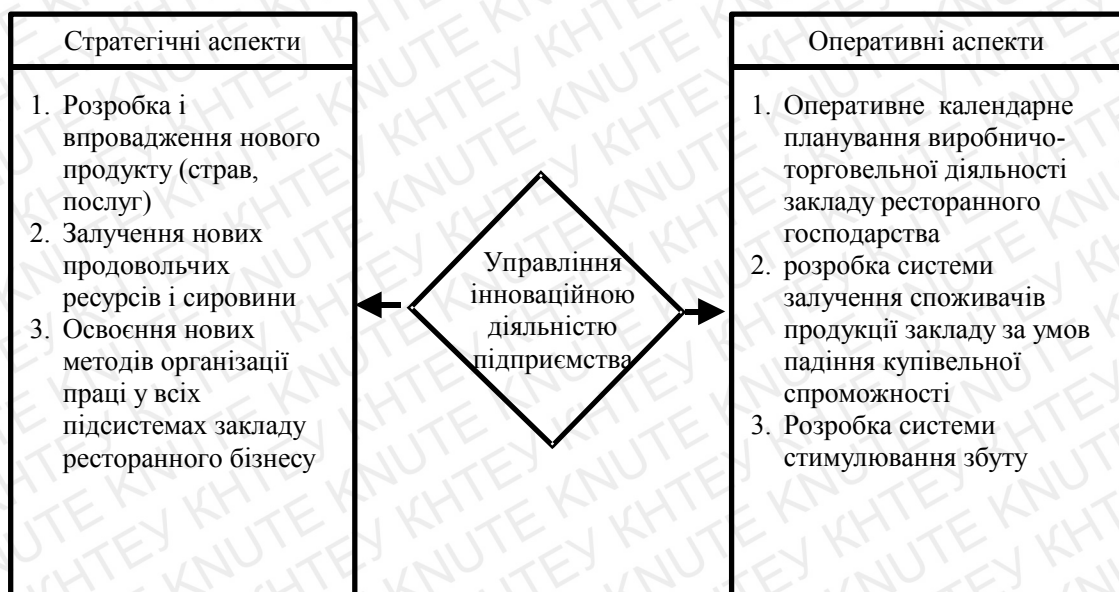 Стратегічні аспекти
1. Розробка і
впровадження нового
продукту (страв,
послуг)
2. Залучення нових
продовольчих
ресурсів і сировини
3. Освоєння нових
методів організації
праці у всіх
підсистемах закладу
ресторанного бізнесу
Управління
інноваційною
діяльністю
підприємства
Оперативні аспекти
1. Оперативне календарне
планування виробничо-
торговельної діяльності
закладу ресторанного
господарства
2. розробка системи
залучення споживачів
продукції закладу за умов
падіння купівельної
спроможності
3. Розробка системи
стимулювання збуту